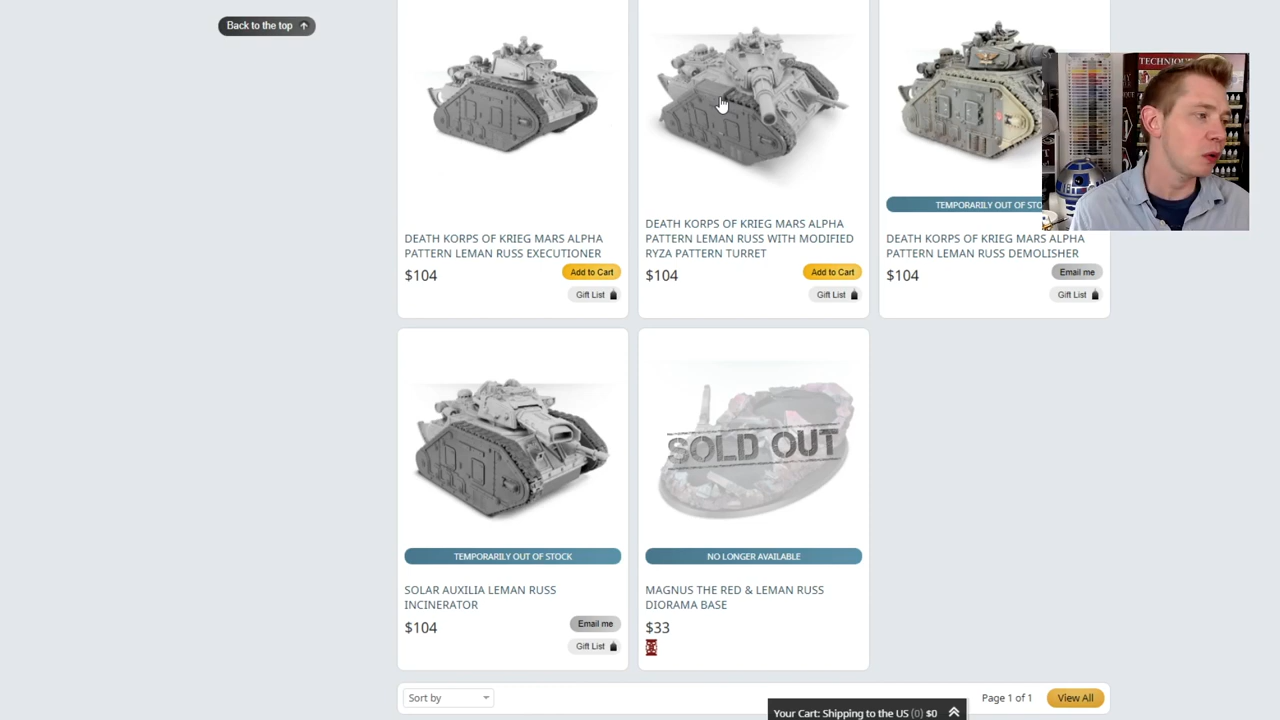 Back to the top
DEATH KORPS OF KRIEG MARS ALPHA
PATTERN LEMAN RUSS EXECUTIONER
$104
Add to Cart
Gift List
DEATH KORPS OF KRIEG MARS ALPHA
PATTERN LEMAN RUSS WITH MODIFIED
RYZA PATTERN TURRET
$104
Add to Cart
Gift List
TEMPORARILY OUT OF STO
DEATH KORPS OF KRIEG MARS ALPHA
PATTERN LEMAN RUSS DEMOLISHER
$104
Email me
Gift List
TECHNIQUE
TEMPORARILY OUT OF STOCK
SOLAR AUXILIA LEMAN RUSS
INCINERATOR
$104
Email me
Gift List
SOLD OUT
NO LONGER AVAILABLE
MAGNUS THE RED & LEMAN RUSS
DIORAMA BASE
$33
Sort by
Page 1 of 1
View All
Your Cart: Shipping to the US (0) $0